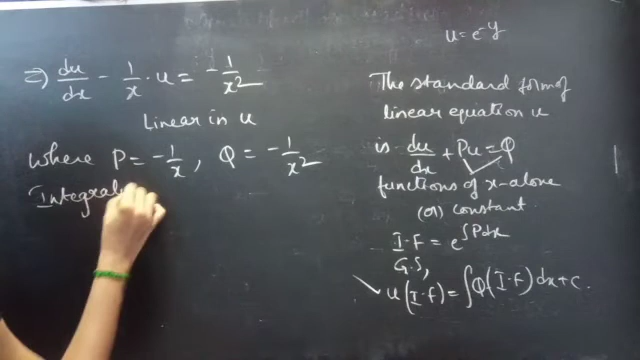 ⇒) du/dx - 1/x · u = -1/x²
Linear in u
where P = -1/x, Q = -1/x²
Integral
u = e^-y
The standard form of
linear equation u
is du/dx + Pu = Q
functions of x-alone
(or) constant
I.F = e^∫Pdx
G.S,
u(I.F) = ∫Q(I.F) dx + c.